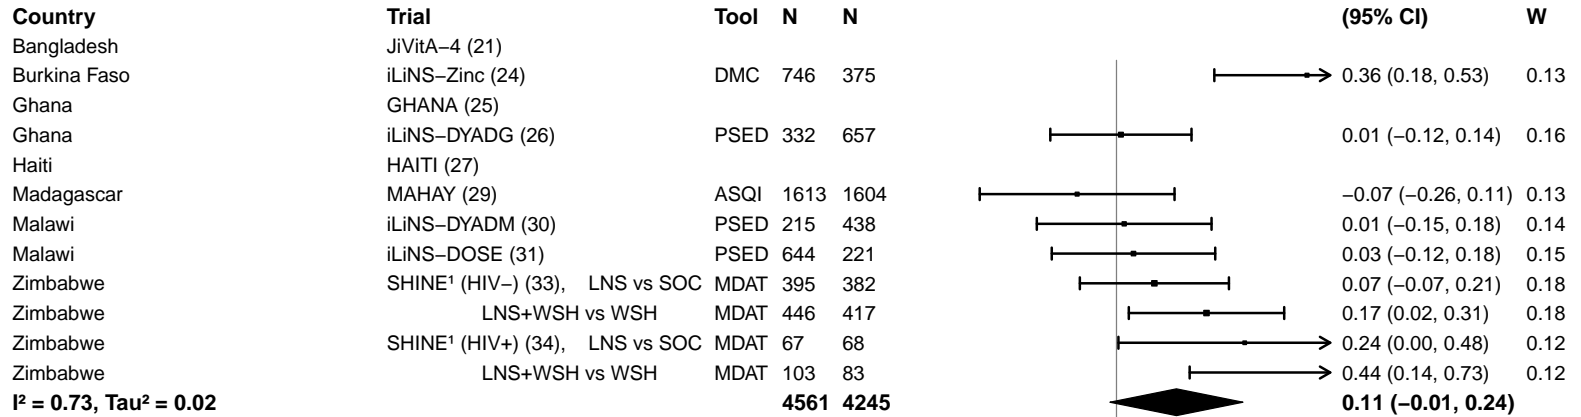 Country Trial Tool N N (95% CI) W
Bangladesh JiVitA−4 (21)
Burkina Faso iLiNS−Zinc (24) DMC 746 375 0.36 (0.18, 0.53) 0.13
Ghana GHANA (25)
Ghana iLiNS−DYADG (26) PSED 332 657 0.01 (−0.12, 0.14) 0.16
Haiti HAITI (27)
Madagascar MAHAY (29) ASQI 1613 1604 −0.07 (−0.26, 0.11) 0.13
Malawi iLiNS−DYADM (30) PSED 215 438 0.01 (−0.15, 0.18) 0.14
Malawi iLiNS−DOSE (31) PSED 644 221 0.03 (−0.12, 0.18) 0.15
Zimbabwe SHINE¹ (HIV−) (33), LNS vs SOC MDAT 395 382 0.07 (−0.07, 0.21) 0.18
Zimbabwe LNS+WSH vs WSH MDAT 446 417 0.17 (0.02, 0.31) 0.18
Zimbabwe SHINE¹ (HIV+) (34), LNS vs SOC MDAT 67 68 0.24 (0.00, 0.48) 0.12
Zimbabwe LNS+WSH vs WSH MDAT 103 83 0.44 (0.14, 0.73) 0.12
I² = 0.73, Tau² = 0.02 4561 4245 0.11 (−0.01, 0.24)